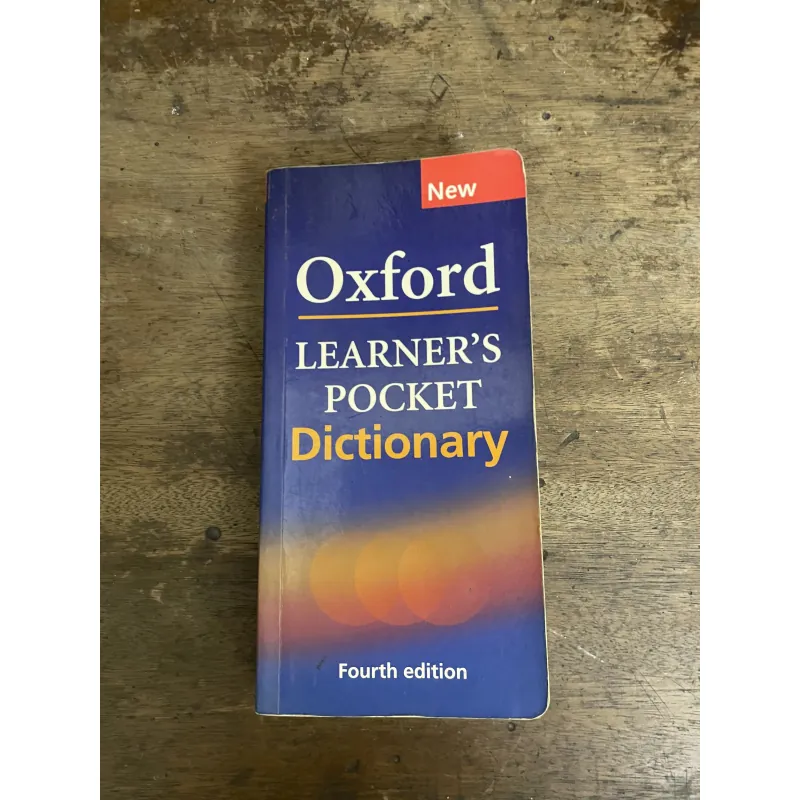 New
Oxford
LEARNER'S
POCKET
Dictionary
Fourth edition